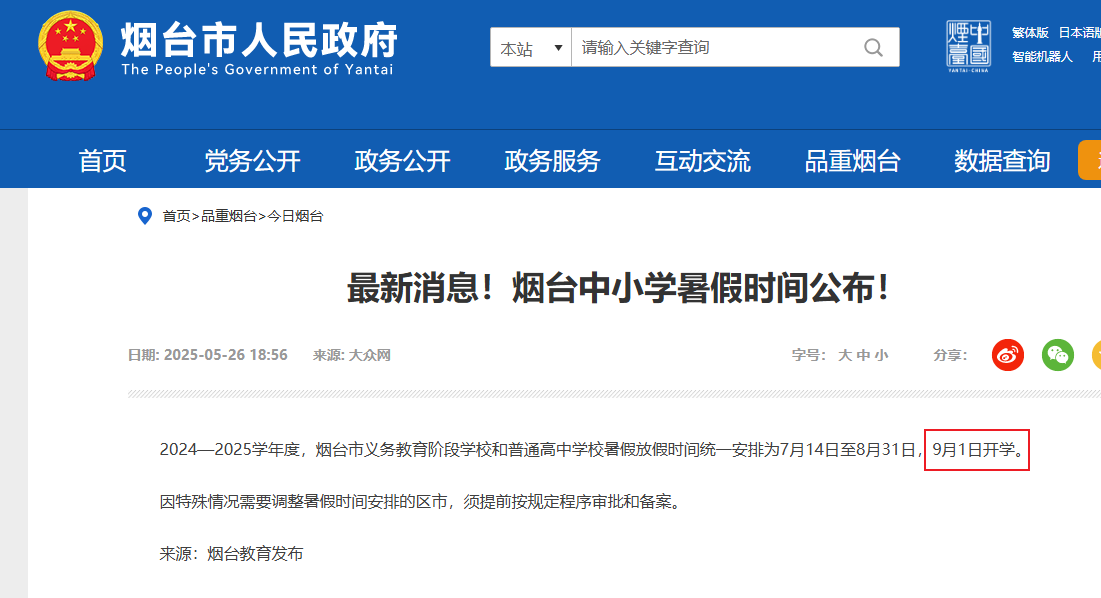 烟台市人民政府
The People's Government of Yantai
本站 ▼ 请输入关键字查询
YANTAI·CHINA
繁体版 日本语版
智能机器人 用
首页 党务公开 政务公开 政务服务 互动交流 品重烟台 数据查询
首页>品重烟台>今日烟台
最新消息！烟台中小学暑假时间公布！
日期: 2025-05-26 18:56 来源: 大众网 字号： 大 中 小 分享：
2024—2025学年度，烟台市义务教育阶段学校和普通高中学校暑假放假时间统一安排为7月14日至8月31日，9月1日开学。
因特殊情况需要调整暑假时间安排的区市，须提前按规定程序审批和备案。
来源：烟台教育发布